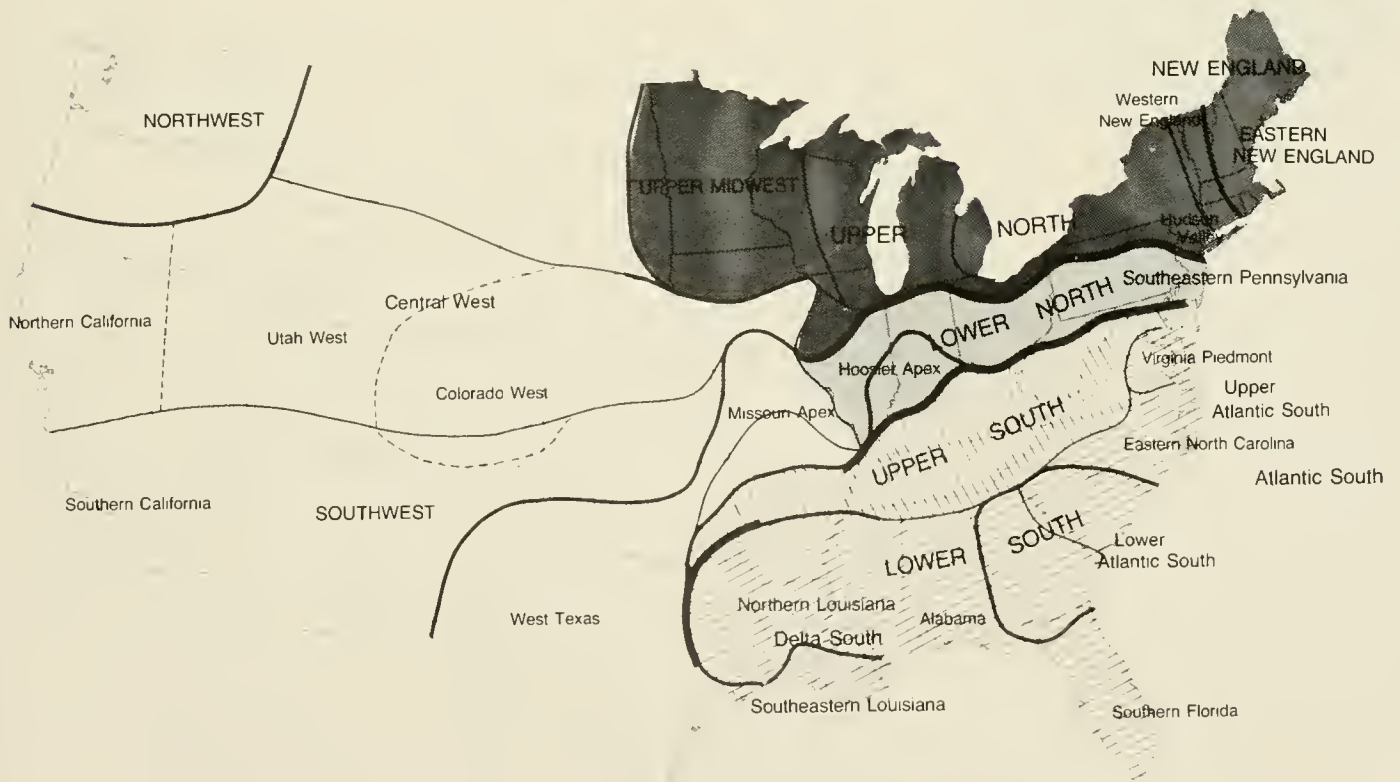 NEW ENGLAND
Western
New England
EASTERN
NEW ENGLAND
NORTHWEST
UPPER MIDWEST
UPPER
NORTH
Hudson
Valley
Southeastern Pennsylvania
LOWER NORTH
Central West
Northern California
Utah West
Hoosier Apex
Virginia Piedmont
Colorado West
Missouri Apex
Upper
Atlantic South
UPPER SOUTH
Eastern North Carolina
Atlantic South
Southern California
SOUTHWEST
LOWER SOUTH
Lower
Atlantic South
West Texas
Northern Louisiana
Alabama
Delta South
Southeastern Louisiana
Southern Florida